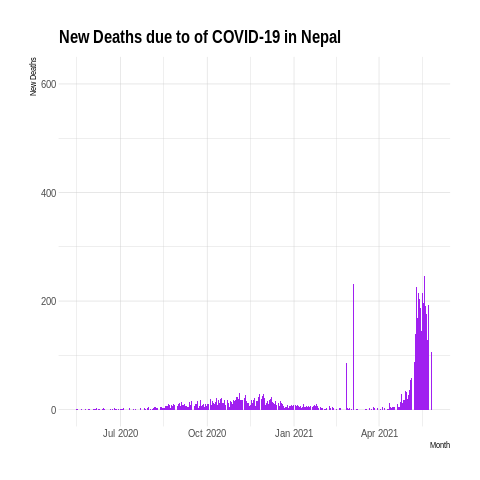 New Deaths due to of COVID-19 in Nepal
New Deaths
600
400
200
0
Jul 2020 Oct 2020 Jan 2021 Apr 2021
Month